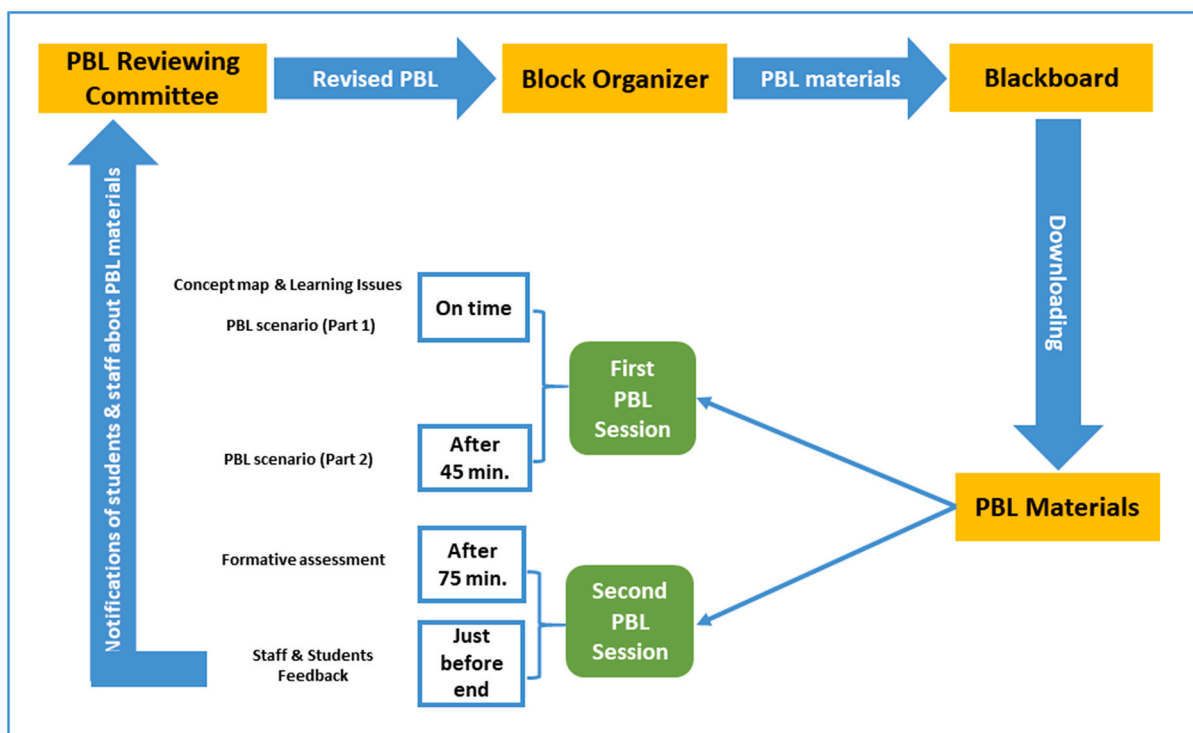 PBL Reviewing
Committee
Revised PBL
Block Organizer
PBL materials
Blackboard
Notifications of students & staff about PBL materials
Downloading
Concept map & Learning Issues
PBL scenario (Part 1)
On time
First
PBL
Session
PBL scenario (Part 2)
After
45 min.
PBL Materials
Formative assessment
After
75 min.
Second
PBL
Session
Staff & Students
Feedback
Just
before
end